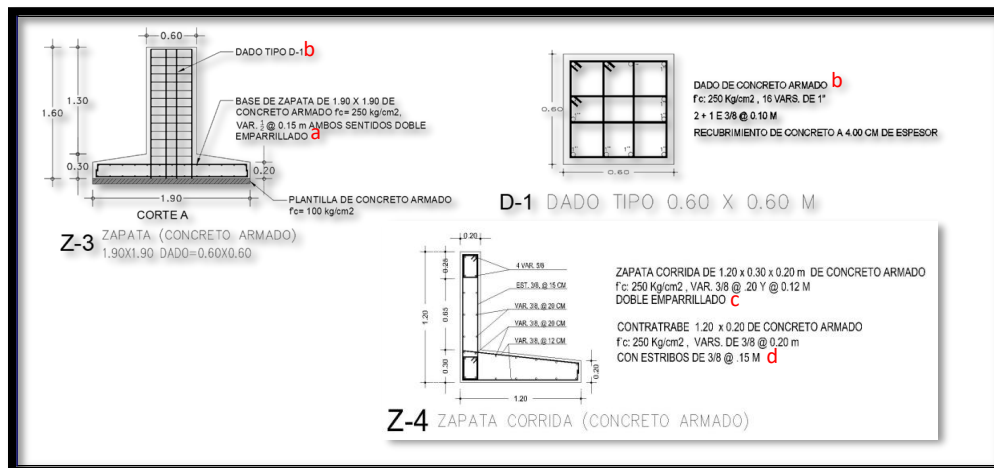 0.60
DADO TIPO D-1 b
1.30
1.60
BASE DE ZAPATA DE 1.90 X 1.90 DE
CONCRETO ARMADO f'c= 250 kg/cm2,
VAR. ½ @ 0.15 m AMBOS SENTIDOS DOBLE
EMPARRILLADO a
0.30
0.20
1.90
PLANTILLA DE CONCRETO ARMADO
f'c= 100 kg/cm2
CORTE A
Z-3 ZAPATA (CONCRETO ARMADO)
1.90X1.90 DADO=0.60X0.60
0.60
0.60
DADO DE CONCRETO ARMADO b
f'c: 250 Kg/cm2 , 16 VARS. DE 1"
2 + 1 E 3/8 @ 0.10 M
RECUBRIMIENTO DE CONCRETO A 4.00 CM DE ESPESOR
D-1 DADO TIPO 0.60 X 0.60 M
0.20
0.25
0.65
1.20
0.30
0.20
1.20
4 VAR. 5/8
EST. 3/8, @ 15 CM
VAR. 3/8, @ 20 CM
VAR. 3/8, @ 20 CM
VAR. 3/8, @ 12 CM
ZAPATA CORRIDA DE 1.20 x 0.30 x 0.20 m DE CONCRETO ARMADO
f'c: 250 Kg/cm2 , VAR. 3/8 @ .20 Y @ 0.12 M
DOBLE EMPARRILLADO c
CONTRATRABE 1.20 x 0.20 DE CONCRETO ARMADO
f'c: 250 Kg/cm2 , VARS. DE 3/8 @ 0.20 m
CON ESTRIBOS DE 3/8 @ .15 M d
Z-4 ZAPATA CORRIDA (CONCRETO ARMADO)